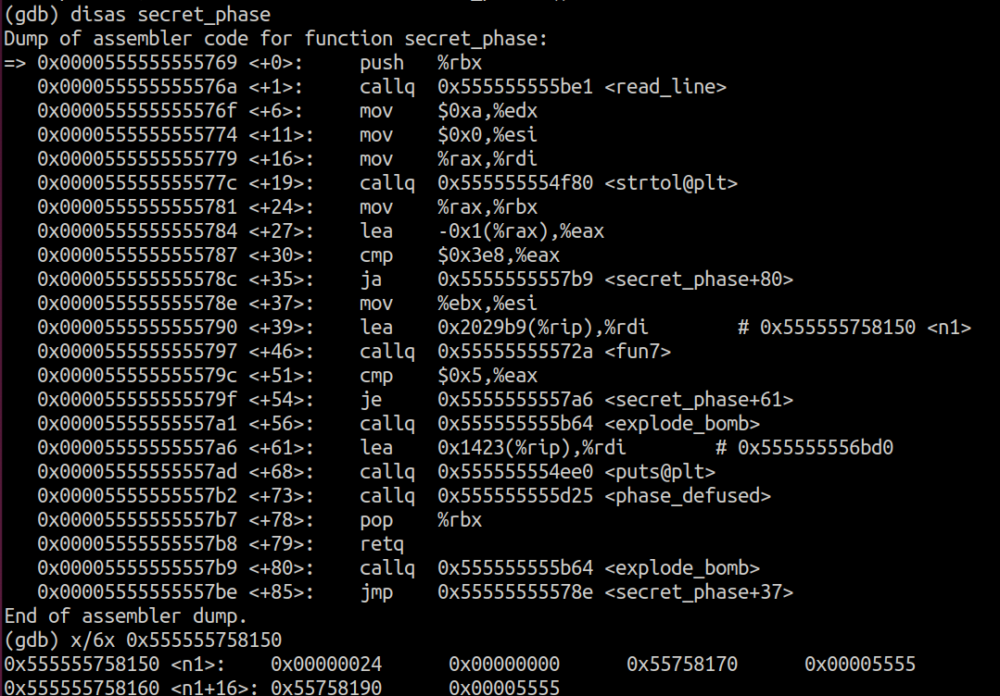 (gdb) disas secret_phase
Dump of assembler code for function secret_phase:
=> 0x0000555555555769 <+0>: push %rbx
0x000055555555576a <+1>: callq 0x555555555be1 <read_line>
0x000055555555576f <+6>: mov $0xa,%edx
0x0000555555555774 <+11>: mov $0x0,%esi
0x0000555555555779 <+16>: mov %rax,%rdi
0x000055555555577c <+19>: callq 0x555555554f80 <strtol@plt>
0x0000555555555781 <+24>: mov %rax,%rbx
0x0000555555555784 <+27>: lea -0x1(%rax),%eax
0x0000555555555787 <+30>: cmp $0x3e8,%eax
0x000055555555578c <+35>: ja 0x5555555557b9 <secret_phase+80>
0x000055555555578e <+37>: mov %ebx,%esi
0x0000555555555790 <+39>: lea 0x2029b9(%rip),%rdi # 0x555555758150 <n1>
0x0000555555555797 <+46>: callq 0x55555555572a <fun7>
0x000055555555579c <+51>: cmp $0x5,%eax
0x000055555555579f <+54>: je 0x5555555557a6 <secret_phase+61>
0x00005555555557a1 <+56>: callq 0x555555555b64 <explode_bomb>
0x00005555555557a6 <+61>: lea 0x1423(%rip),%rdi # 0x555555556bd0
0x00005555555557ad <+68>: callq 0x555555554ee0 <puts@plt>
0x00005555555557b2 <+73>: callq 0x555555555d25 <phase_defused>
0x00005555555557b7 <+78>: pop %rbx
0x00005555555557b8 <+79>: retq
0x00005555555557b9 <+80>: callq 0x555555555b64 <explode_bomb>
0x00005555555557be <+85>: jmp 0x55555555578e <secret_phase+37>
End of assembler dump.
(gdb) x/6x 0x555555758150
0x555555758150 <n1>: 0x00000024 0x00000000 0x55758170 0x00005555
0x555555758160 <n1+16>: 0x55758190 0x00005555